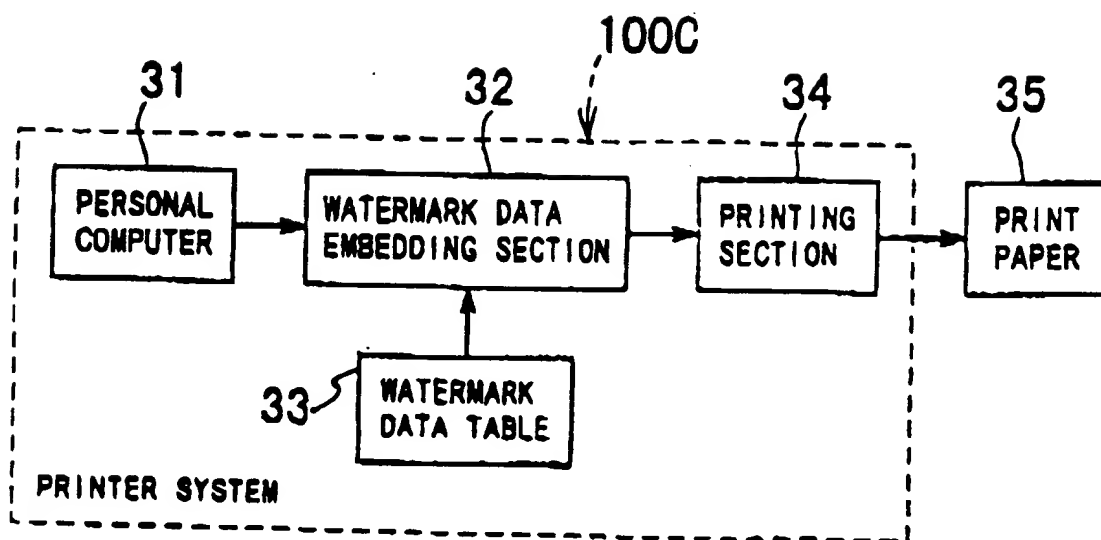 100C
31
32
34
35
PERSONAL
COMPUTER
WATERMARK DATA
EMBEDDING SECTION
PRINTING
SECTION
PRINT
PAPER
33
WATERMARK
DATA TABLE
PRINTER SYSTEM